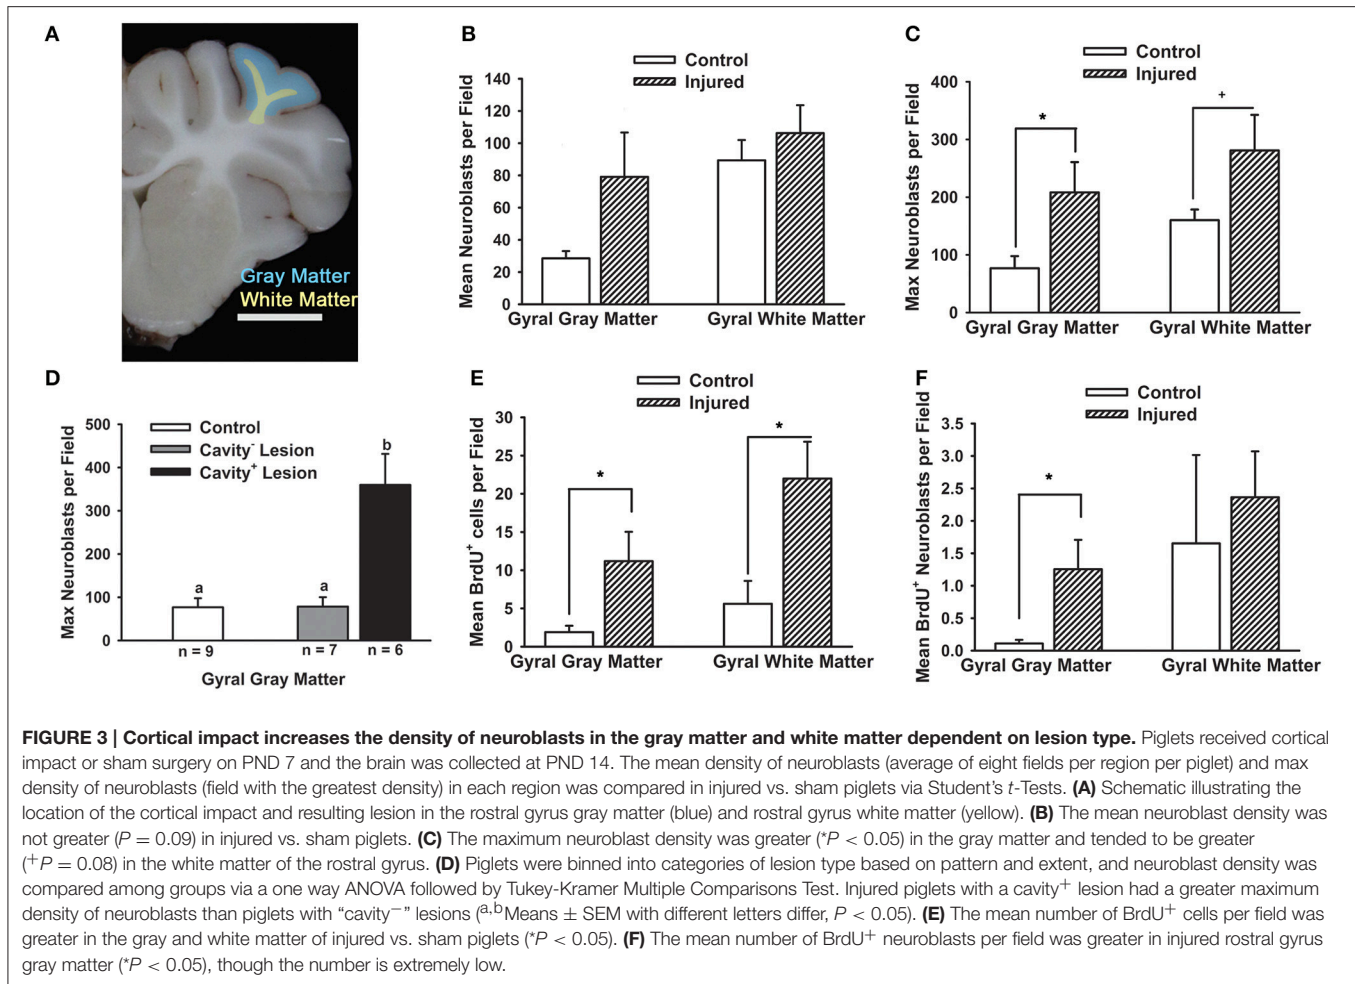 A
Gray Matter
White Matter
B
Control
Injured
Mean Neuroblasts per Field
140
120
100
80
60
40
20
0
Gyral Gray Matter
Gyral White Matter
C
Control
Injured
Max Neuroblasts per Field
400
300
200
100
0
*
+
Gyral Gray Matter
Gyral White Matter
D
Control
Cavity⁻ Lesion
Cavity⁺ Lesion
Max Neuroblasts per Field
500
400
300
200
100
0
a
a
b
n = 9
n = 7
n = 6
Gyral Gray Matter
E
Control
Injured
Mean BrdU⁺ cells per Field
30
25
20
15
10
5
0
*
*
Gyral Gray Matter
Gyral White Matter
F
Control
Injured
Mean BrdU⁺ Neuroblasts per Field
3.5
3.0
2.5
2.0
1.5
1.0
0.5
0.0
*
Gyral Gray Matter
Gyral White Matter
FIGURE 3 | Cortical impact increases the density of neuroblasts in the gray matter and white matter dependent on lesion type. Piglets received cortical
impact or sham surgery on PND 7 and the brain was collected at PND 14. The mean density of neuroblasts (average of eight fields per region per piglet) and max
density of neuroblasts (field with the greatest density) in each region was compared in injured vs. sham piglets via Student's t-Tests. (A) Schematic illustrating the
location of the cortical impact and resulting lesion in the rostral gyrus gray matter (blue) and rostral gyrus white matter (yellow). (B) The mean neuroblast density was
not greater (P = 0.09) in injured vs. sham piglets. (C) The maximum neuroblast density was greater (*P < 0.05) in the gray matter and tended to be greater
(⁺P = 0.08) in the white matter of the rostral gyrus. (D) Piglets were binned into categories of lesion type based on pattern and extent, and neuroblast density was
compared among groups via a one way ANOVA followed by Tukey-Kramer Multiple Comparisons Test. Injured piglets with a cavity⁺ lesion had a greater maximum
density of neuroblasts than piglets with “cavity⁻” lesions (ᵃ,ᵇMeans ± SEM with different letters differ, P < 0.05). (E) The mean number of BrdU⁺ cells per field was
greater in the gray and white matter of injured vs. sham piglets (*P < 0.05). (F) The mean number of BrdU⁺ neuroblasts per field was greater in injured rostral gyrus
gray matter (*P < 0.05), though the number is extremely low.